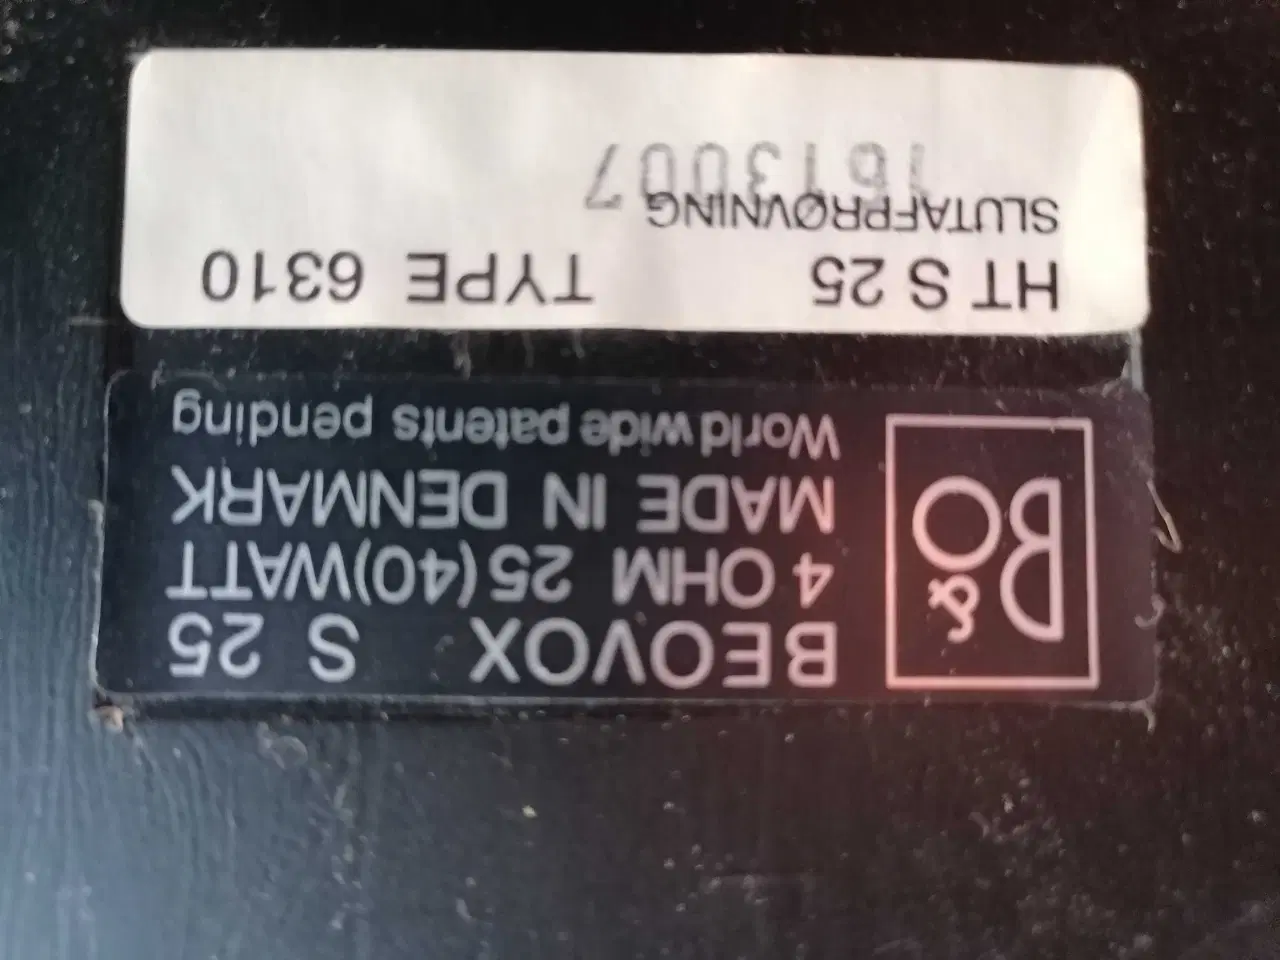 B&O
BEOVOX S 25
4 OHM 25(40)WATT
MADE IN DENMARK
World wide patents pending
HT S 25 TYPE 6310
SLUTAFPRØVNING
1613007